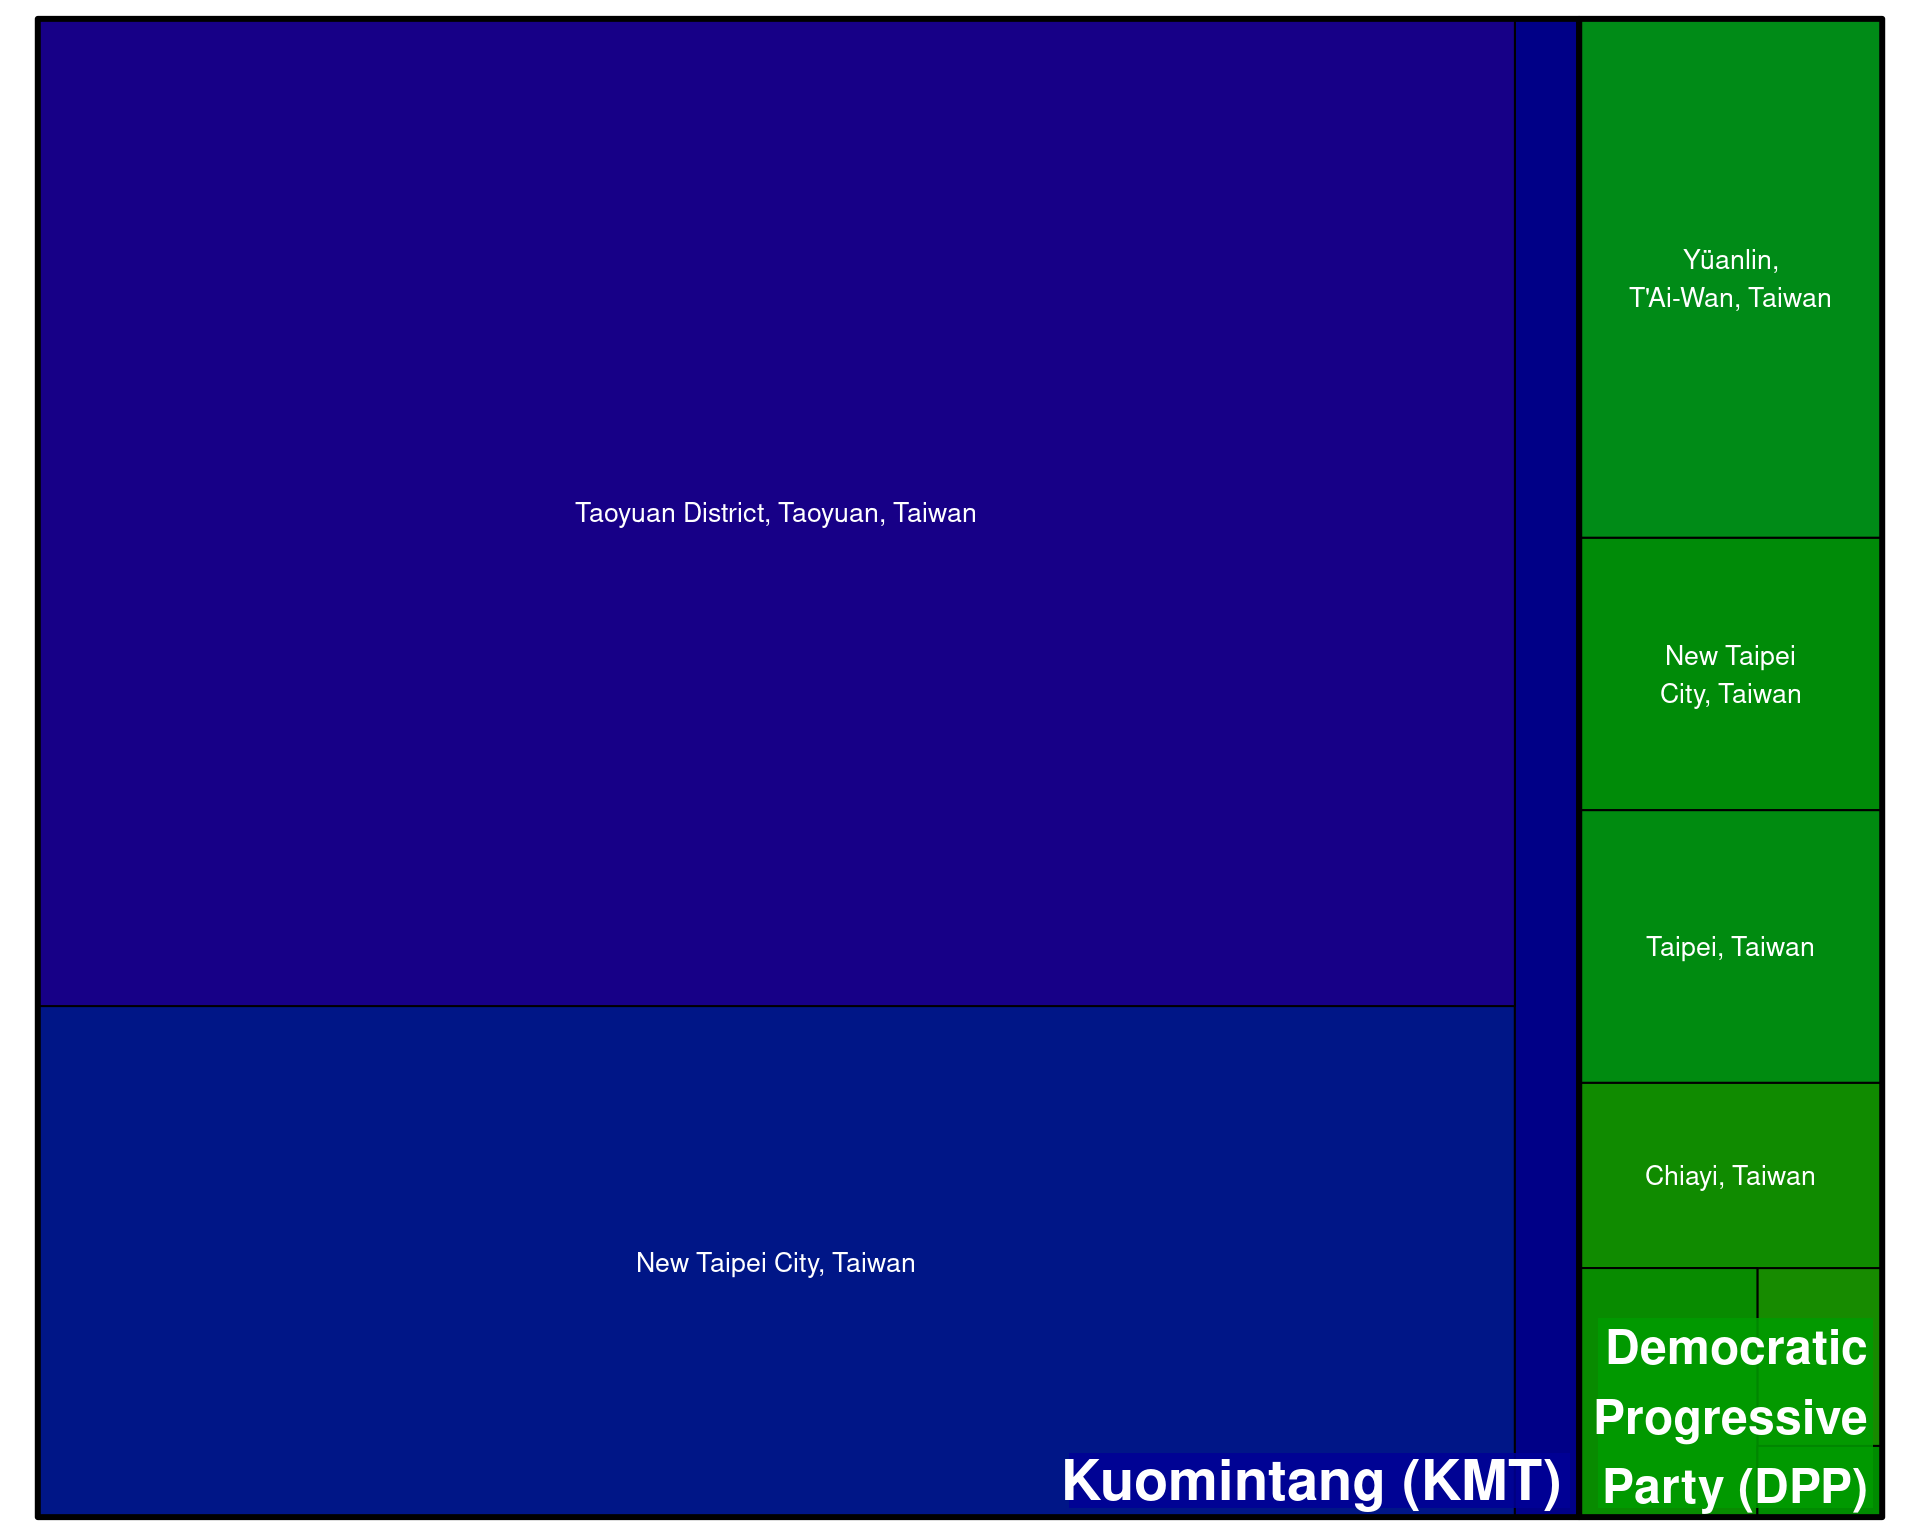 Taoyuan District, Taoyuan, Taiwan
New Taipei City, Taiwan
Kuomintang (KMT)
Yüanlin,
T'Ai-Wan, Taiwan
New Taipei
City, Taiwan
Taipei, Taiwan
Chiayi, Taiwan
Democratic
Progressive
Party (DPP)